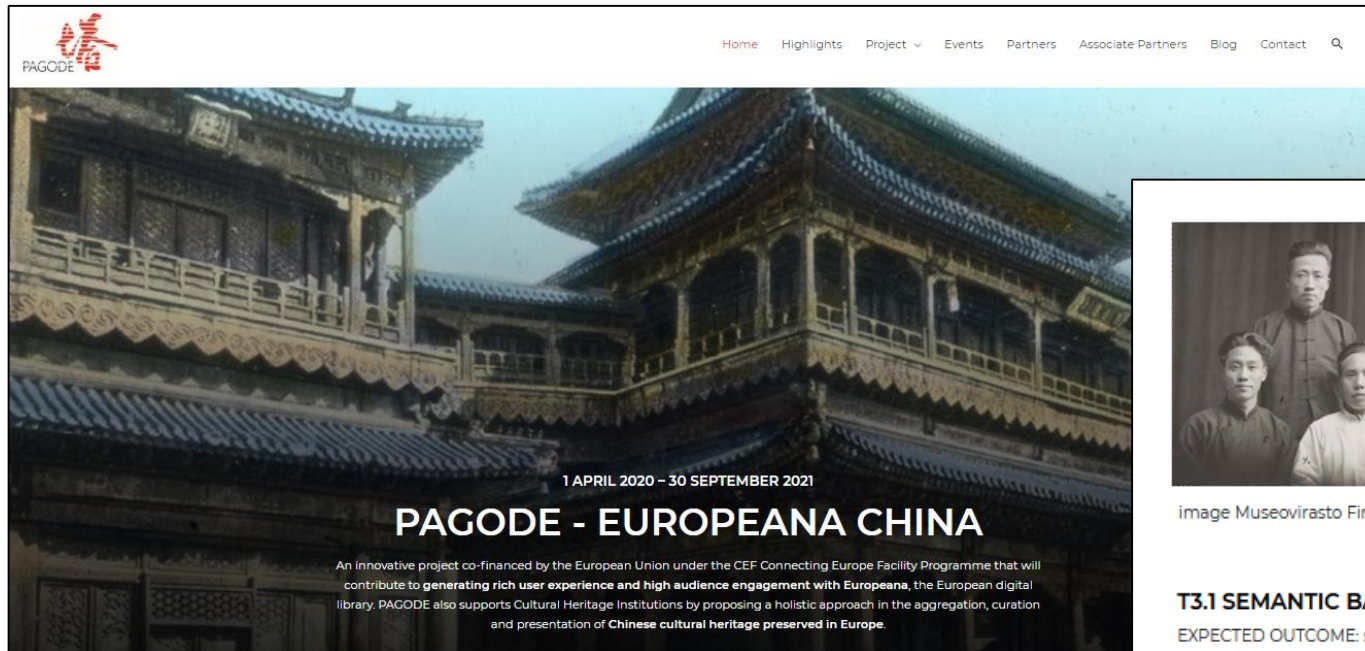 PAGODE
Home Highlights Project Events Partners Associate Partners Blog Contact
1 APRIL 2020 – 30 SEPTEMBER 2021
PAGODE - EUROPEANA CHINA
An innovative project co-financed by the European Union under the CEF Connecting Europe Facility Programme that will
contribute to generating rich user experience and high audience engagement with Europeana, the European digital
library. PAGODE also supports Cultural Heritage Institutions by proposing a holistic approach in the aggregation, curation
and presentation of Chinese cultural heritage preserved in Europe.
image Museovirasto
T3.1 SEMANTIC
EXPECTED OUTCOME: